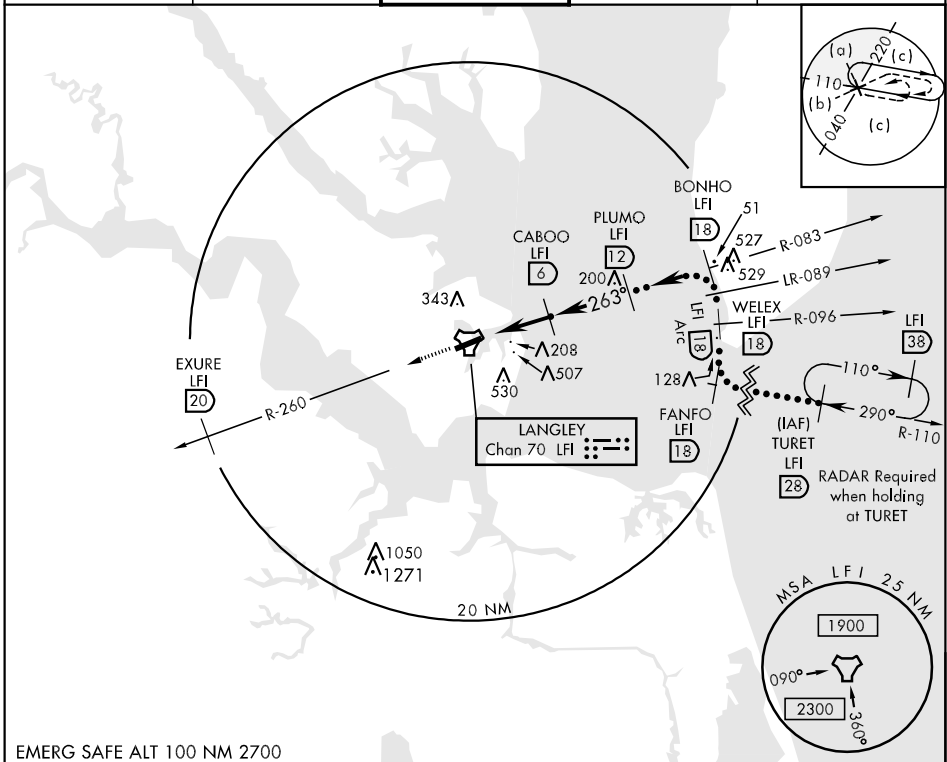 (a)
220
(c)
110
(b)
040
(c)
BONHO
LFI
18
51
527
R-083
529
PLUMO
LFI
12
200
CABOO
LFI
6
263°
LR-089
WELEX
LFI
18
R-096
LFI
38
343
LFI
18
Arc
208
507
530
128
110°
290°
R-110
EXURE
LFI
20
R-260
FANFO
LFI
18
(IAF)
TURET
LFI
28
LANGLEY
Chan 70 LFI
RADAR Required
when holding
at TURET
1050
1271
20 NM
MSA LFI 25 NM
1900
090°
2300
360°
EMERG SAFE ALT 100 NM 2700